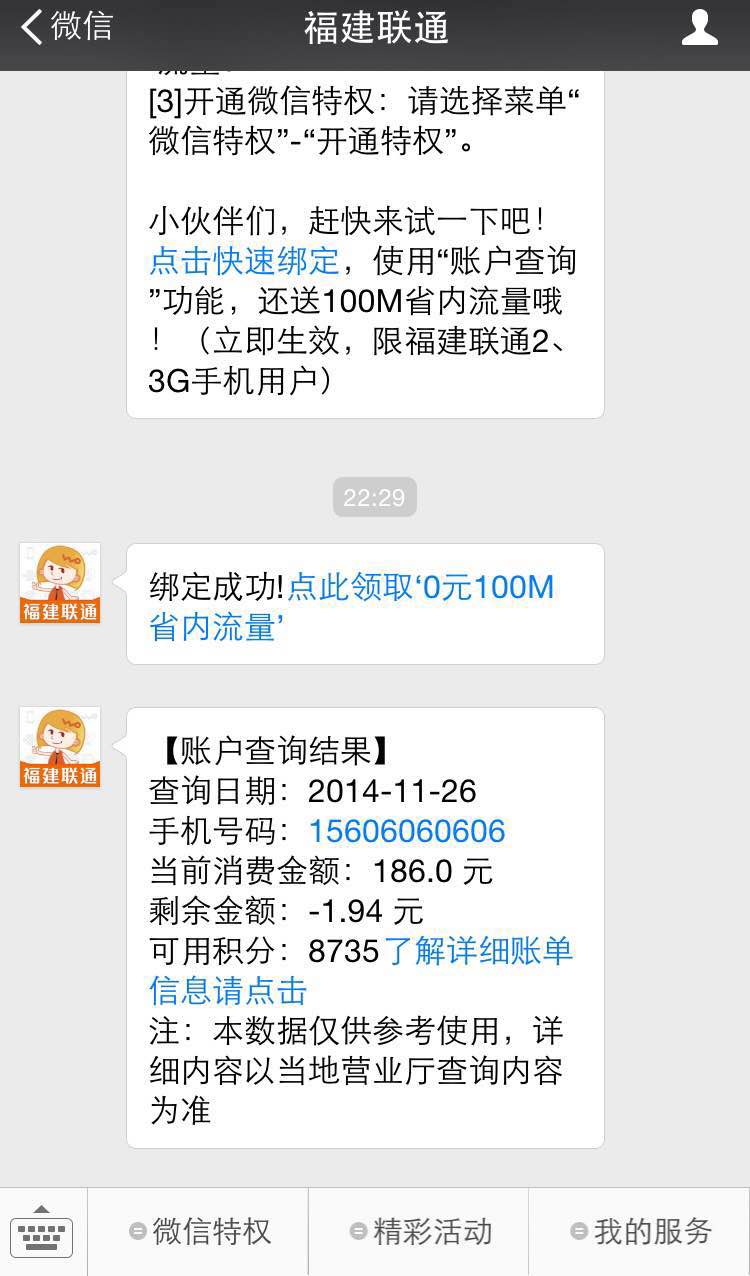 微信
福建联通
[3]开通微信特权：请选择菜单“
微信特权”-“开通特权”。
小伙伴们，赶快来试一下吧！
点击快速绑定，使用“账户查询
”功能，还送100M省内流量哦
！（立即生效，限福建联通2、
3G手机用户）
22:29
福建联通
绑定成功!点此领取‘0元100M
省内流量’
福建联通
【账户查询结果】
查询日期：2014-11-26
手机号码：15606060606
当前消费金额：186.0 元
剩余金额：-1.94 元
可用积分：8735了解详细账单
信息请点击
注：本数据仅供参考使用，详
细内容以当地营业厅查询内容
为准
微信特权
精彩活动
我的服务